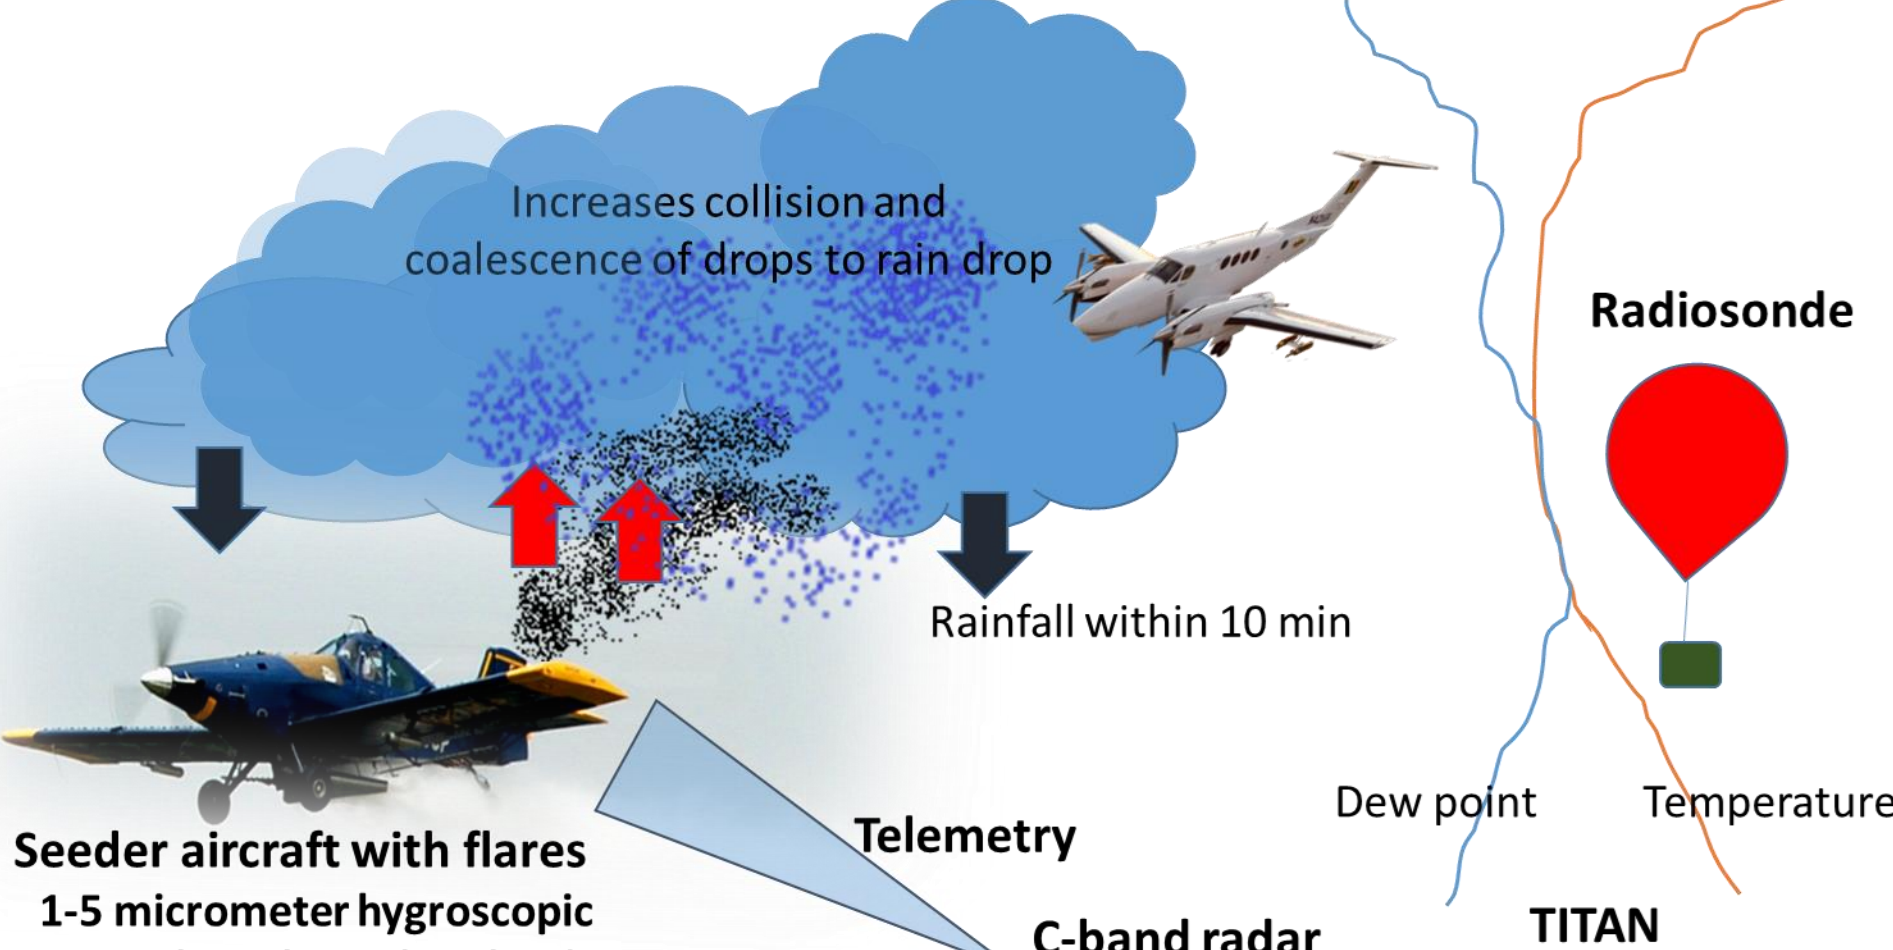 Increases collision and
coalescence of drops to rain drop
Radiosonde
Rainfall within 10 min
Dew point
Temperature
Telemetry
Seeder aircraft with flares
1-5 micrometer hygroscopic
C-band radar
TITAN